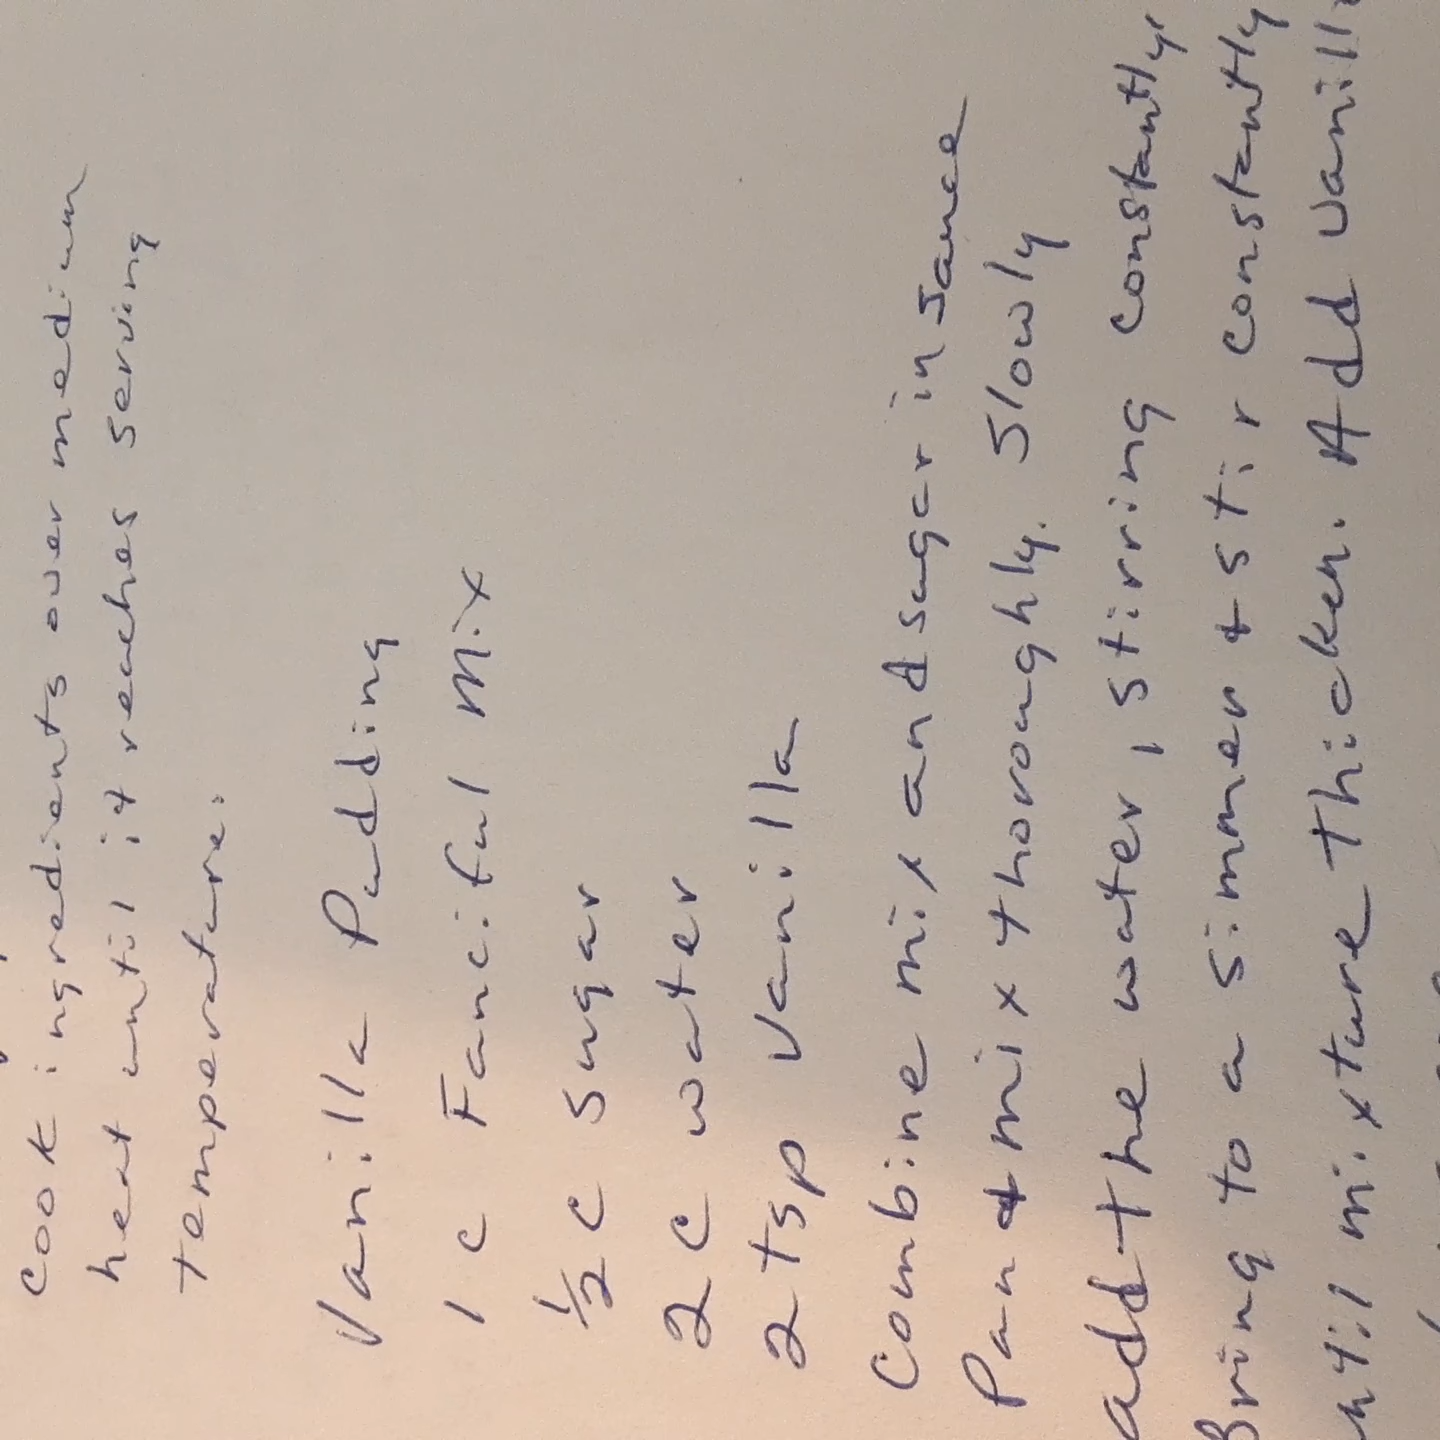 Cook ingredients over medium
heat until it reaches serving
temperature.
Vanilla Pudding
1 c Fanciful Mix
1/2 c sugar
2 c water
2 tsp Vanilla
Combine mix and sugar in sauce
Pan & mix thoroughly. Slowly
add the water, stirring constantly.
Bring to a simmer & stir constantly
until mixture thicken. Add Vanilla